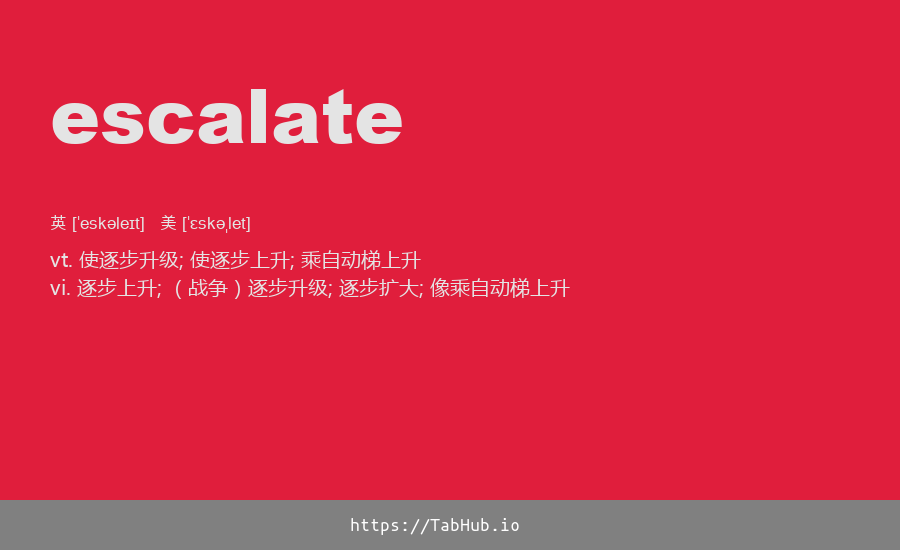 escalate
英 [ˈeskəleɪt] 美 [ˈɛskəˌlet]
vt. 使逐步升级; 使逐步上升; 乘自动梯上升
vi. 逐步上升; （战争）逐步升级; 逐步扩大; 像乘自动梯上升
https://TabHub.io